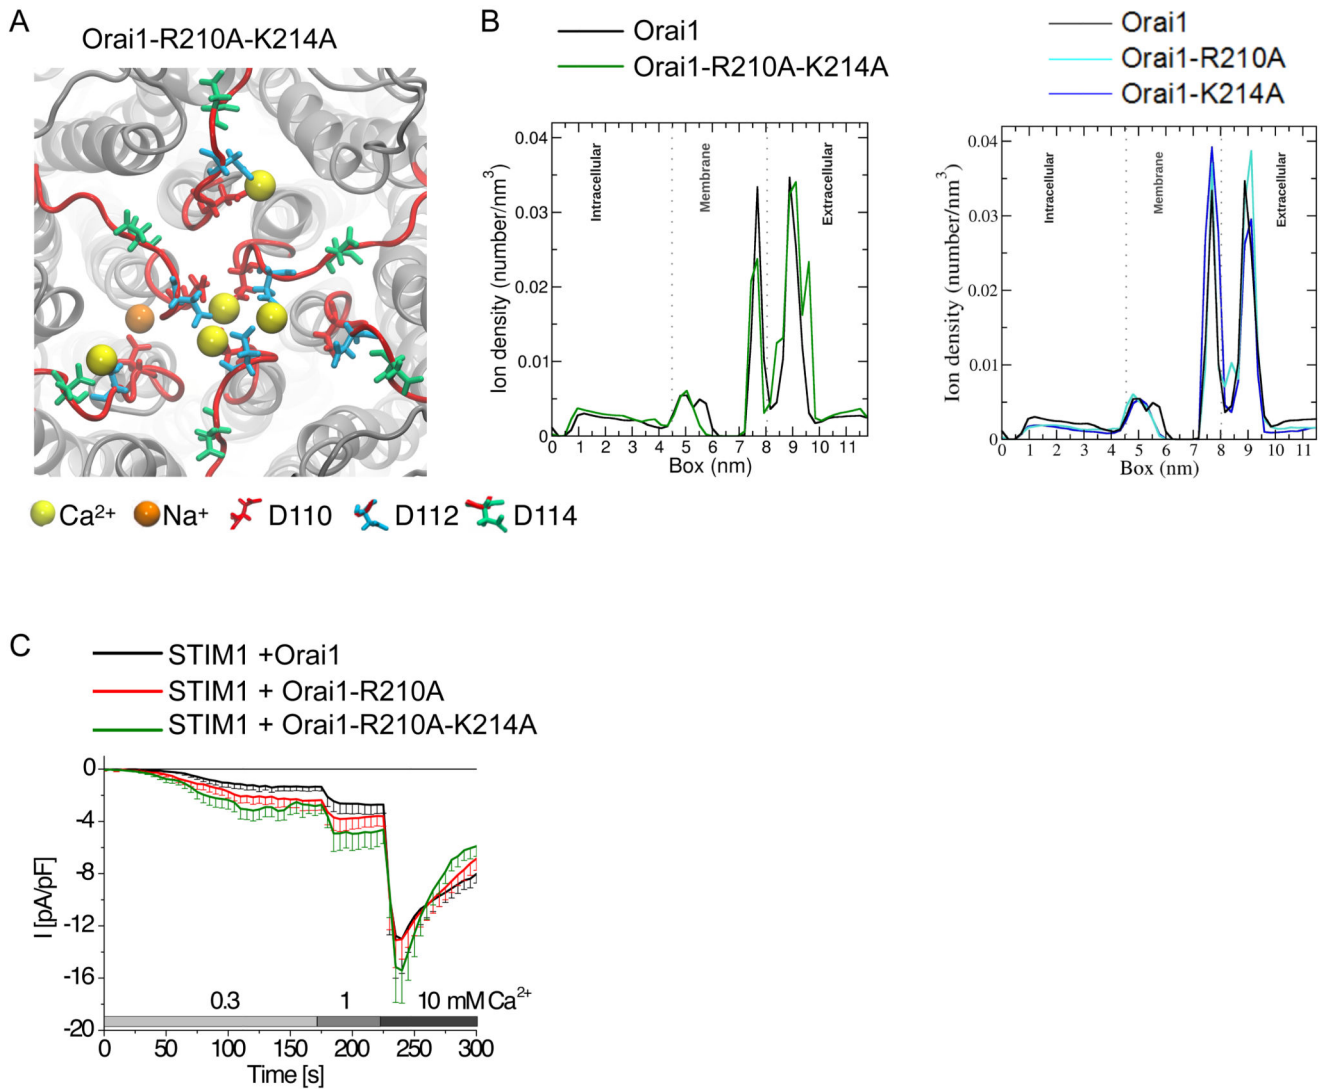 A
Orai1-R210A-K214A
Ca²⁺ Na⁺ D110 D112 D114
B
Orai1
Orai1-R210A-K214A
Ion density (number/nm³)
0.04
0.03
0.02
0.01
0
Intracellular
Membrane
Extracellular
0 1 2 3 4 5 6 7 8 9 10 11
Box (nm)
Orai1
Orai1-R210A
Orai1-K214A
Ion density (number/nm³)
0.04
0.03
0.02
0.01
0
Intracellular
Membrane
Extracellular
0 1 2 3 4 5 6 7 8 9 10 11
Box (nm)
C
STIM1 +Orai1
STIM1 + Orai1-R210A
STIM1 + Orai1-R210A-K214A
I [pA/pF]
0
-4
-8
-12
-16
-20
0.3 1 10 mM Ca²⁺
0 50 100 150 200 250 300
Time [s]